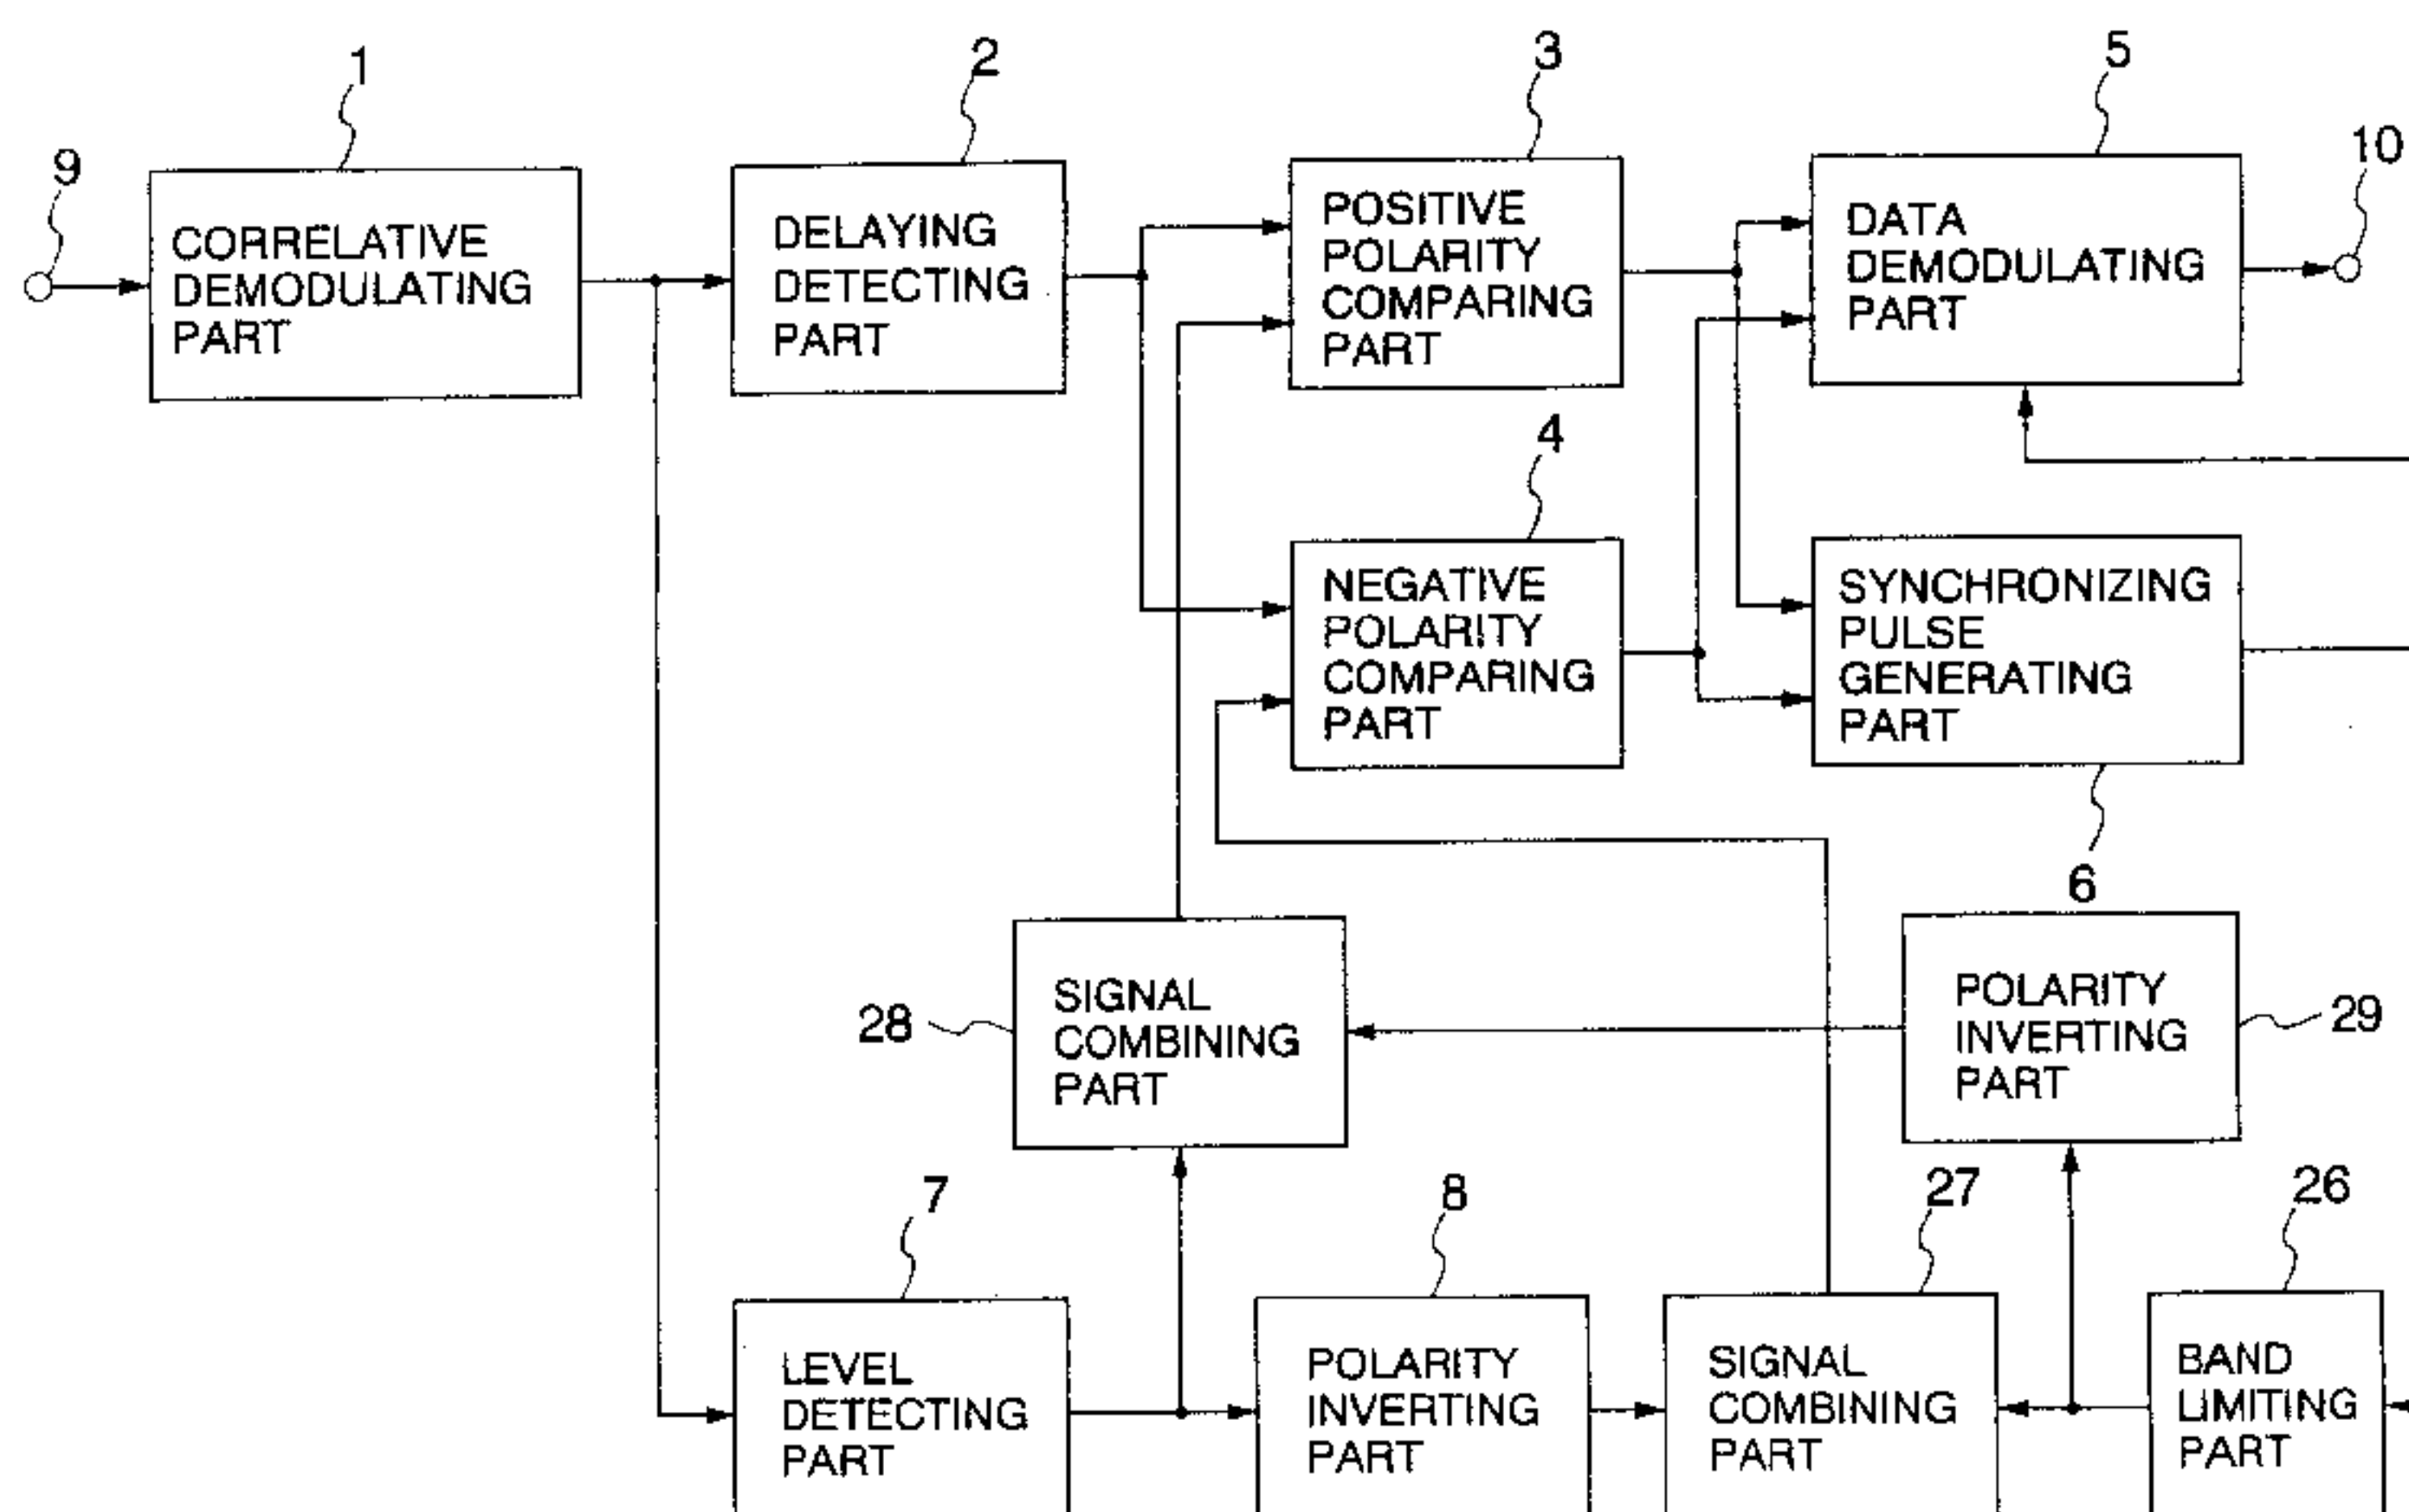 1
2
3
5
9
10
CORRELATIVE
DEMODULATING
PART
DELAYING
DETECTING
PART
POSITIVE
POLARITY
COMPARING
PART
DATA
DEMODULATING
PART
4
NEGATIVE
POLARITY
COMPARING
PART
SYNCHRONIZING
PULSE
GENERATING
PART
6
28
SIGNAL
COMBINING
PART
POLARITY
INVERTING
PART
29
7
8
27
26
LEVEL
DETECTING
PART
POLARITY
INVERTING
PART
SIGNAL
COMBINING
PART
BAND
LIMITING
PART